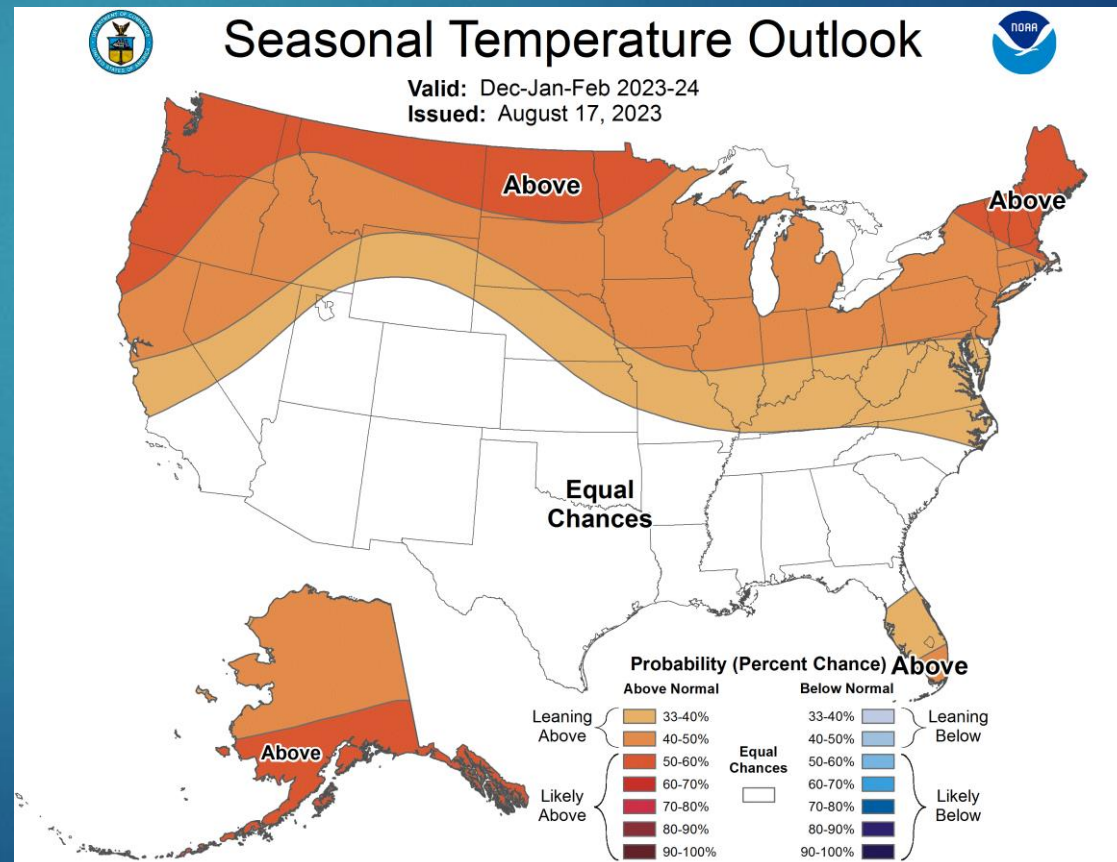 Seasonal Temperature Outlook
NOAA
Valid: Dec-Jan-Feb 2023-24
Issued: August 17, 2023
Above
Above
Equal
Chances
Above
Above
Probability (Percent Chance)
Above Normal
Below Normal
Leaning
Above
33-40%
40-50%
Likely
Above
50-60%
60-70%
70-80%
80-90%
90-100%
Equal
Chances
33-40%
40-50%
Leaning
Below
50-60%
60-70%
70-80%
80-90%
90-100%
Likely
Below